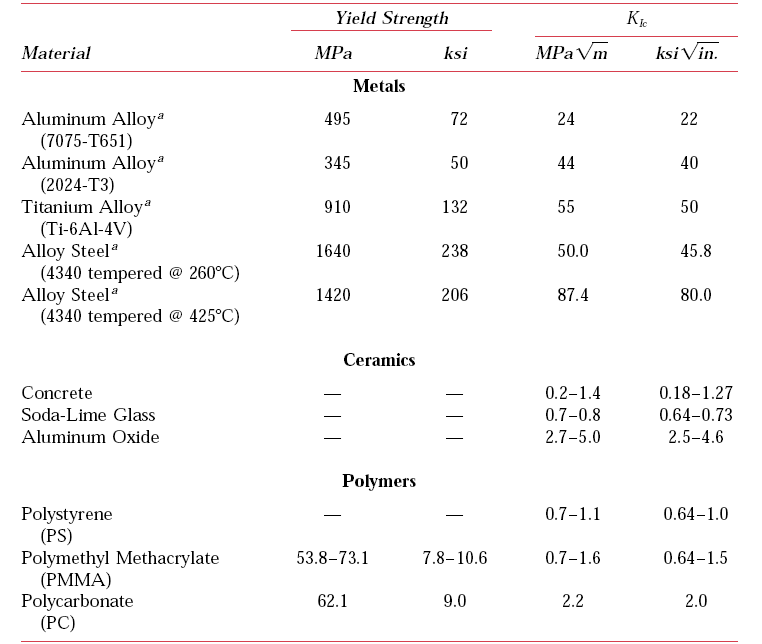 Yield Strength K_Ic
Material MPa ksi MPa√m ksi√in.
Metals
Aluminum Alloyᵃ 495 72 24 22
(7075-T651)
Aluminum Alloyᵃ 345 50 44 40
(2024-T3)
Titanium Alloyᵃ 910 132 55 50
(Ti-6Al-4V)
Alloy Steelᵃ 1640 238 50.0 45.8
(4340 tempered @ 260°C)
Alloy Steelᵃ 1420 206 87.4 80.0
(4340 tempered @ 425°C)
Ceramics
Concrete — — 0.2–1.4 0.18–1.27
Soda-Lime Glass — — 0.7–0.8 0.64–0.73
Aluminum Oxide — — 2.7–5.0 2.5–4.6
Polymers
Polystyrene — — 0.7–1.1 0.64–1.0
(PS)
Polymethyl Methacrylate 53.8–73.1 7.8–10.6 0.7–1.6 0.64–1.5
(PMMA)
Polycarbonate 62.1 9.0 2.2 2.0
(PC)